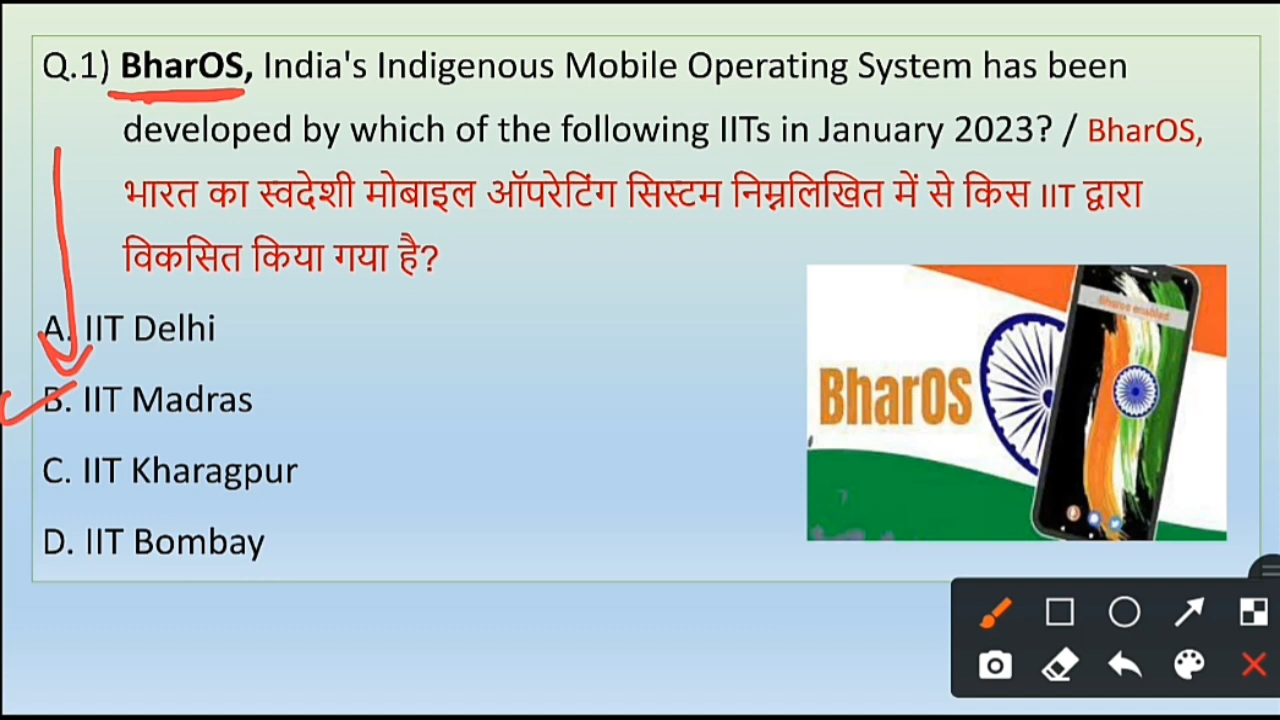 Q.1) BharOS, India's Indigenous Mobile Operating System has been
developed by which of the following IITs in January 2023? / BharOS,
भारत का स्वदेशी मोबाइल ऑपरेटिंग सिस्टम निम्नलिखित में से किस IIT द्वारा
विकसित किया गया है?
A. IIT Delhi
B. IIT Madras
C. IIT Kharagpur
D. IIT Bombay
BharOS
Bharos enabled